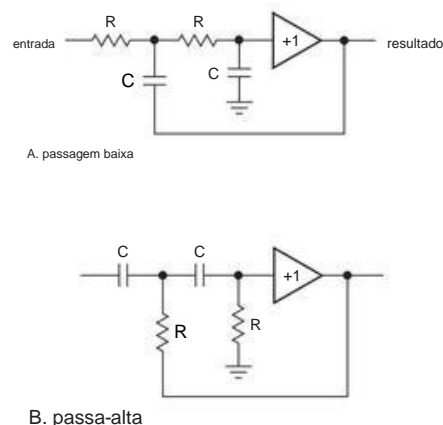 R R
entrada +1 resultado
C C
A. passagem baixa
C C
+1
R R
B. passa-alta